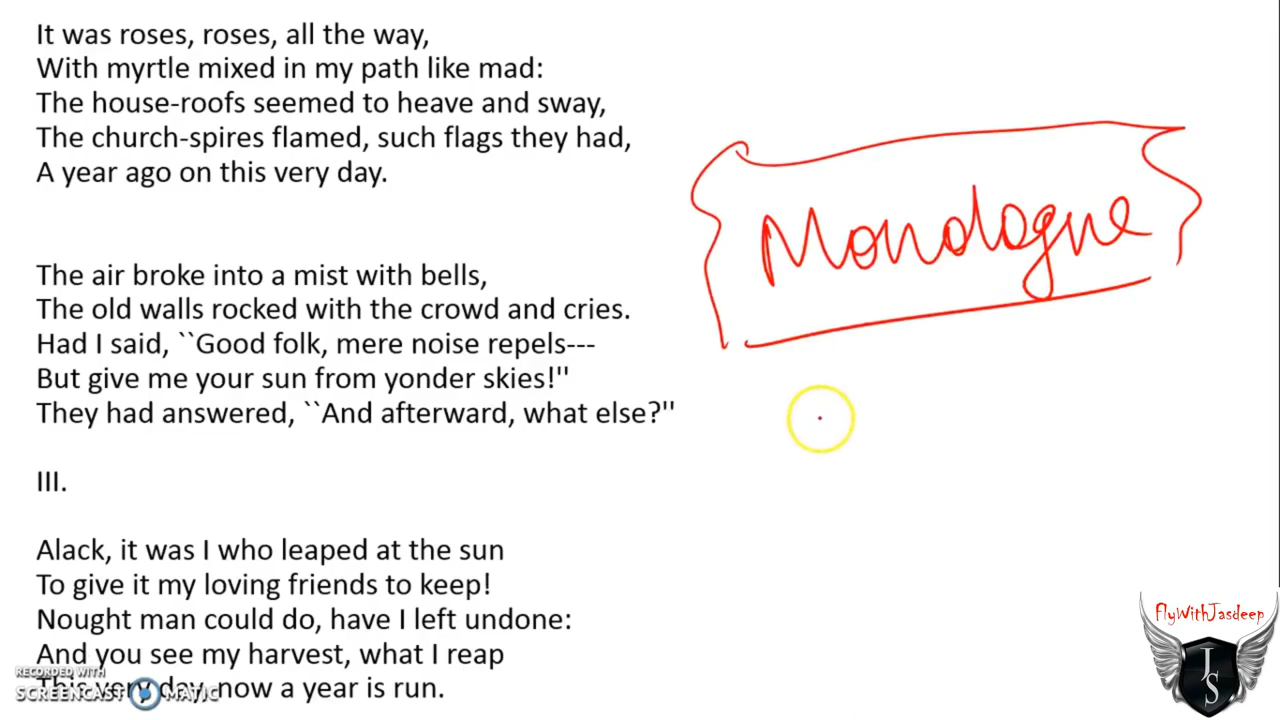 It was roses, roses, all the way,
With myrtle mixed in my path like mad:
The house-roofs seemed to heave and sway,
The church-spires flamed, such flags they had,
A year ago on this very day.
The air broke into a mist with bells,
The old walls rocked with the crowd and cries.
Had I said, ``Good folk, mere noise repels---
But give me your sun from yonder skies!''
They had answered, ``And afterward, what else?''
III.
Alack, it was I who leaped at the sun
To give it my loving friends to keep!
Nought man could do, have I left undone:
And you see my harvest, what I reap
This very day, now a year is run.
Monologue
FlyWithJasdeep
JS
RECORDED WITH
SCREENCAST MATIC